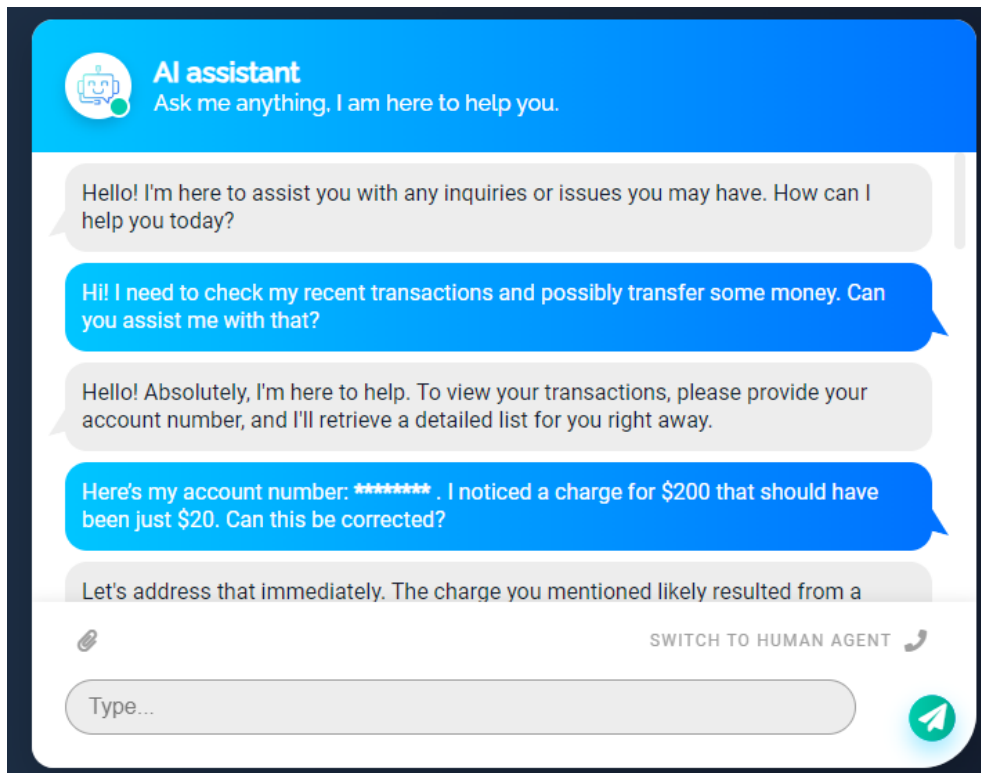 AI assistant
Ask me anything, I am here to help you.
Hello! I'm here to assist you with any inquiries or issues you may have. How can I
help you today?
Hi! I need to check my recent transactions and possibly transfer some money. Can
you assist me with that?
Hello! Absolutely, I'm here to help. To view your transactions, please provide your
account number, and I'll retrieve a detailed list for you right away.
Here's my account number: ******** . I noticed a charge for $200 that should have
been just $20. Can this be corrected?
Let's address that immediately. The charge you mentioned likely resulted from a
SWITCH TO HUMAN AGENT
Type...